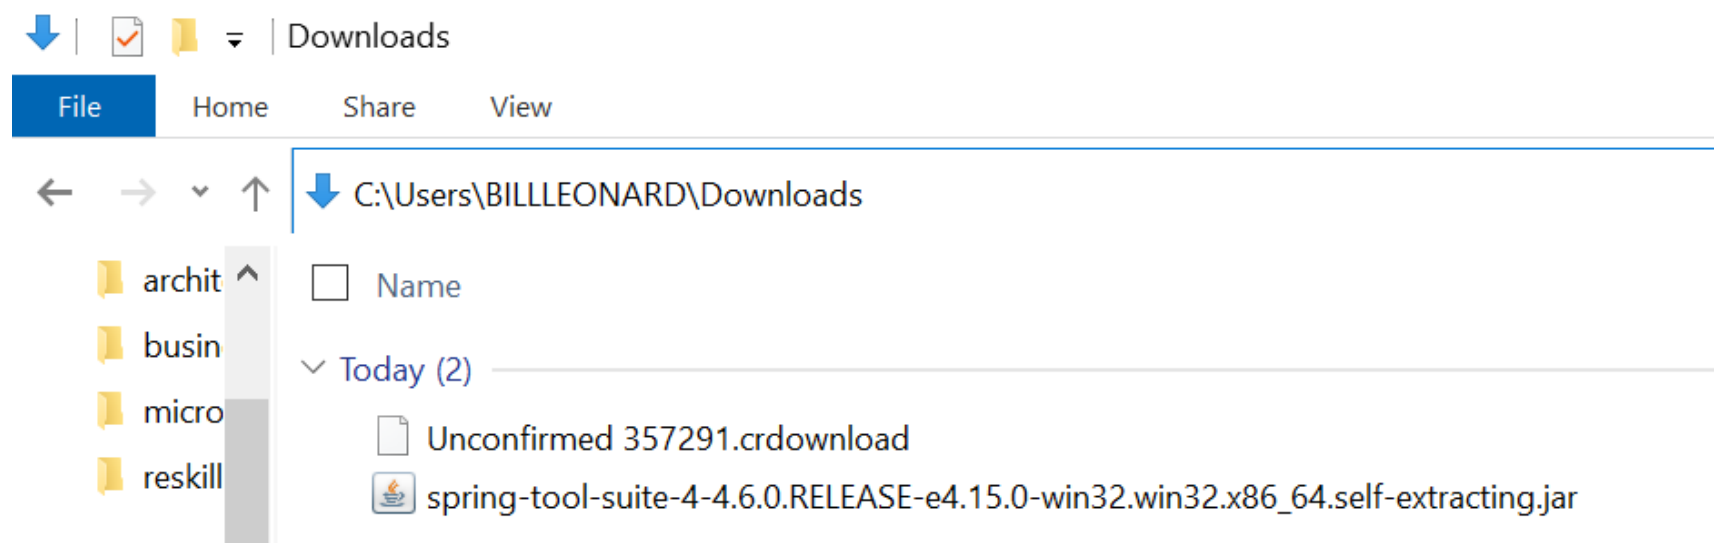 Downloads
File Home Share View
C:\Users\BILLLEONARD\Downloads
archit
busin
micro
reskill
Name
Today (2)
Unconfirmed 357291.crdownload
spring-tool-suite-4-4.6.0.RELEASE-e4.15.0-win32.win32.x86_64.self-extracting.jar